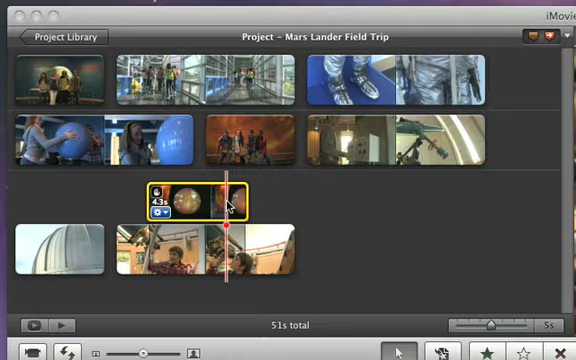 iMovie
Project Library
Project – Mars Lander Field Trip
4.3s
51s total
5s